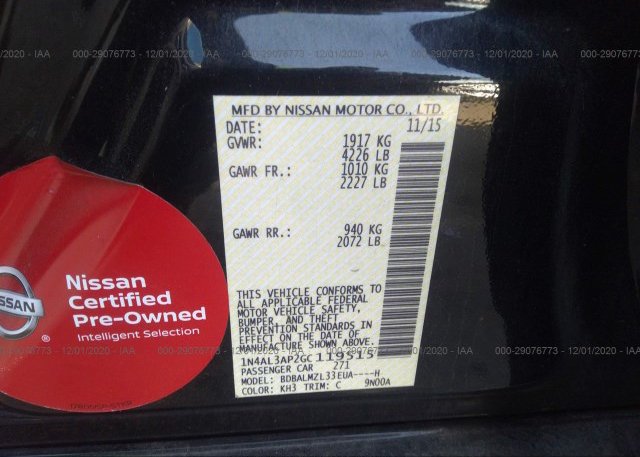 000-29076773 - 12/01/2020 - IAA
MFD BY NISSAN MOTOR CO., LTD.
DATE: 11/15
GVWR: 1917 KG
4226 LB
GAWR FR.: 1010 KG
2227 LB
GAWR RR.: 940 KG
2072 LB
THIS VEHICLE CONFORMS TO
ALL APPLICABLE FEDERAL
MOTOR VEHICLE SAFETY,
BUMPER, AND THEFT
PREVENTION STANDARDS IN
EFFECT ON THE DATE OF
MANUFACTURE SHOWN ABOVE.
1N4AL3AP2GC
PASSENGER CAR 271
MODEL: BDBALMZL33EUA----H
COLOR: KH3 TRIM: C 9N00A
NISSAN
®
Nissan
Certified
Pre-Owned
Intelligent Selection